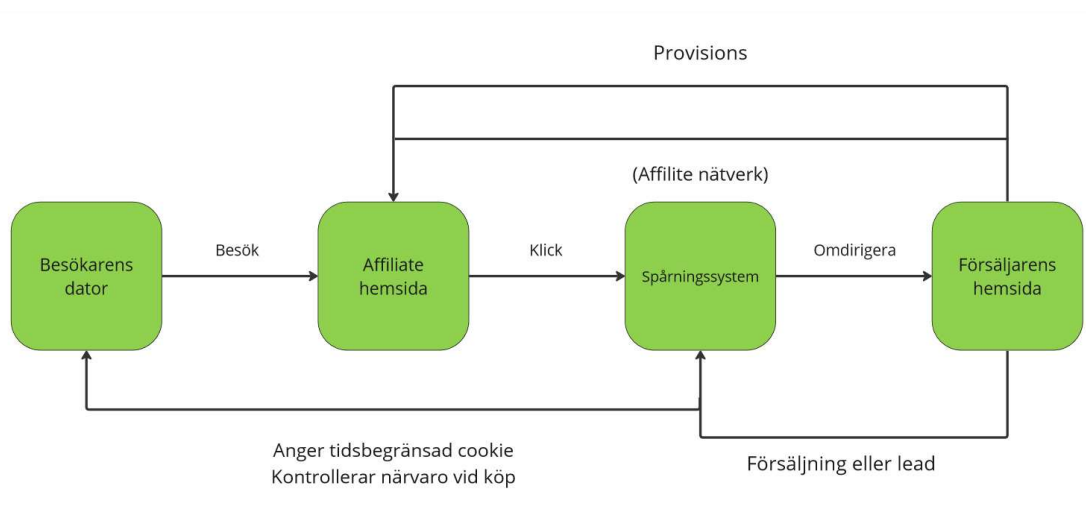 Provisions
(Affilite nätverk)
Besökarens
dator
Besök
Affiliate
hemsida
Klick
Spårningssystem
Omdirigera
Försäljarens
hemsida
Anger tidsbegränsad cookie
Kontrollerar närvaro vid köp
Försäljning eller lead